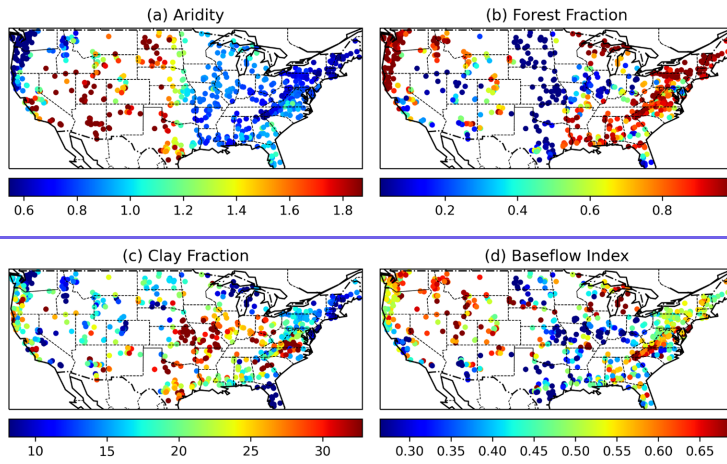 (a) Aridity
(b) Forest Fraction
0.6 0.8 1.0 1.2 1.4 1.6 1.8
0.2 0.4 0.6 0.8
(c) Clay Fraction
(d) Baseflow Index
10 15 20 25 30
0.30 0.35 0.40 0.45 0.50 0.55 0.60 0.65